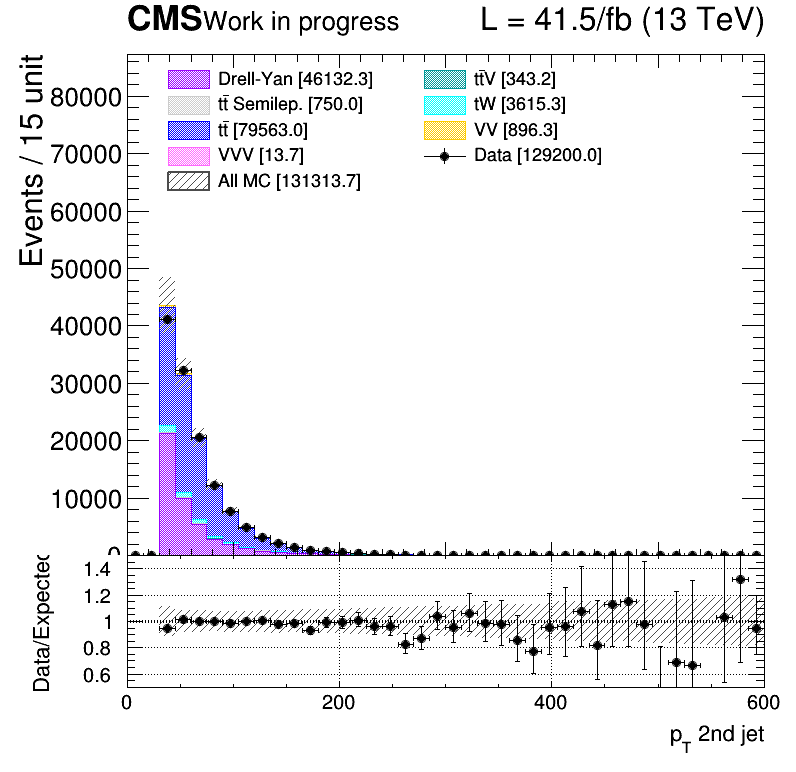 CMS Work in progress L = 41.5/fb (13 TeV)
Events / 15 unit
Drell-Yan [46132.3]
tt̄V [343.2]
tt̄ Semilep. [750.0]
tW [3615.3]
tt̄ [79563.0]
VV [896.3]
VVV [13.7]
Data [129200.0]
All MC [131313.7]
80000
70000
60000
50000
40000
30000
20000
10000
0
Data/Expected
1.4
1.2
1
0.8
0.6
0 200 400 600
p_T 2nd jet